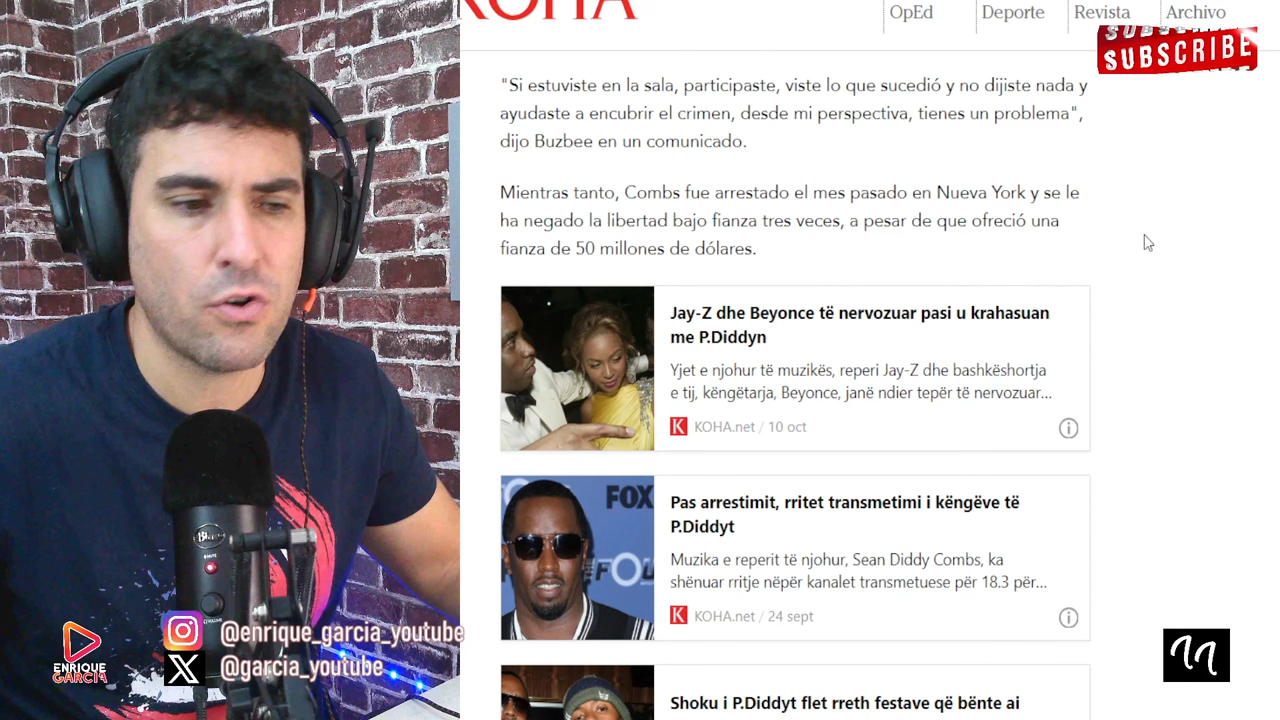 KOHA
OpEd
Deporte
Revista
Archivo
SUBSCRIBE
"Si estuviste en la sala, participaste, viste lo que sucedió y no dijiste nada y
ayudaste a encubrir el crimen, desde mi perspectiva, tienes un problema",
dijo Buzbee en un comunicado.
Mientras tanto, Combs fue arrestado el mes pasado en Nueva York y se le
ha negado la libertad bajo fianza tres veces, a pesar de que ofreció una
fianza de 50 millones de dólares.
Jay-Z dhe Beyonce të nervozuar pasi u krahasuan
me P.Diddyn
Yjet e njohur të muzikës, reperi Jay-Z dhe bashkëshortja
e tij, këngëtarja, Beyonce, janë ndier tepër të nervozuar...
K KOHA.net / 10 oct
FOX
Pas arrestimit, rritet transmetimi i këngëve të
P.Diddyt
Muzika e reperit të njohur, Sean Diddy Combs, ka
shënuar rritje nëpër kanalet transmetuese për 18.3 për...
K KOHA.net / 24 sept
Shoku i P.Diddyt flet rreth festave që bënte ai
Blue
ENRIQUE
GARCIA
@enrique_garcia_youtube
@garcia_youtube